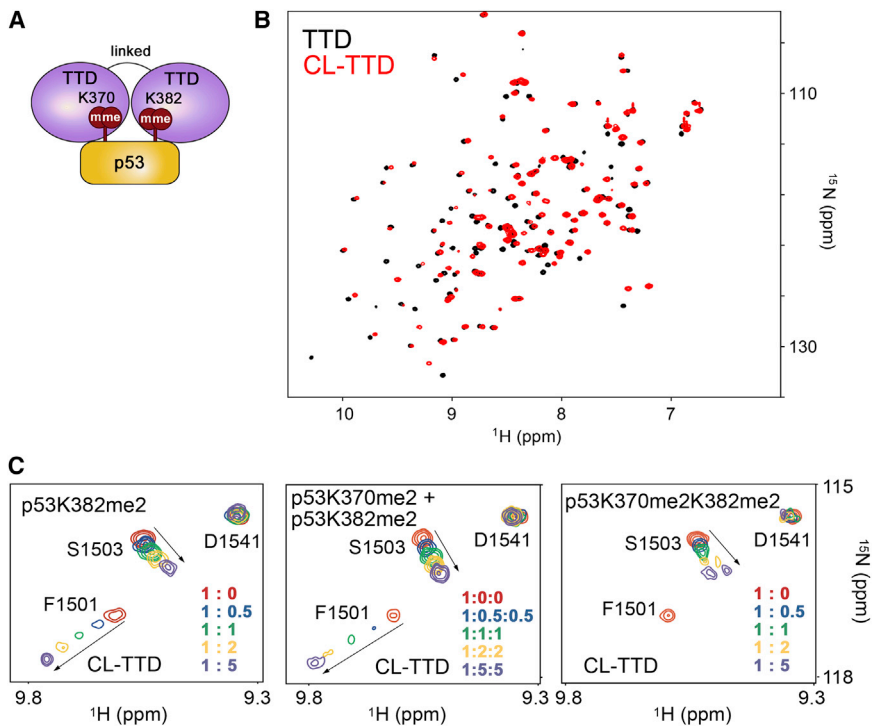 A
linked
TTD TTD
K370 K382
mme mme
p53
B
TTD
CL-TTD
110
130
¹⁵N (ppm)
10 9 8 7
¹H (ppm)
C
p53K382me2
S1503
D1541
F1501
1 : 0
1 : 0.5
1 : 1
1 : 2
1 : 5
CL-TTD
9.8 9.3
¹H (ppm)
p53K370me2 +
p53K382me2
S1503
D1541
F1501
1:0:0
1:0.5:0.5
1:1:1
1:2:2
1:5:5
CL-TTD
9.8 9.3
¹H (ppm)
p53K370me2K382me2
S1503
D1541
F1501
1 : 0
1 : 0.5
1 : 1
1 : 2
1 : 5
CL-TTD
9.8 9.3
¹H (ppm)
115
118
¹⁵N (ppm)